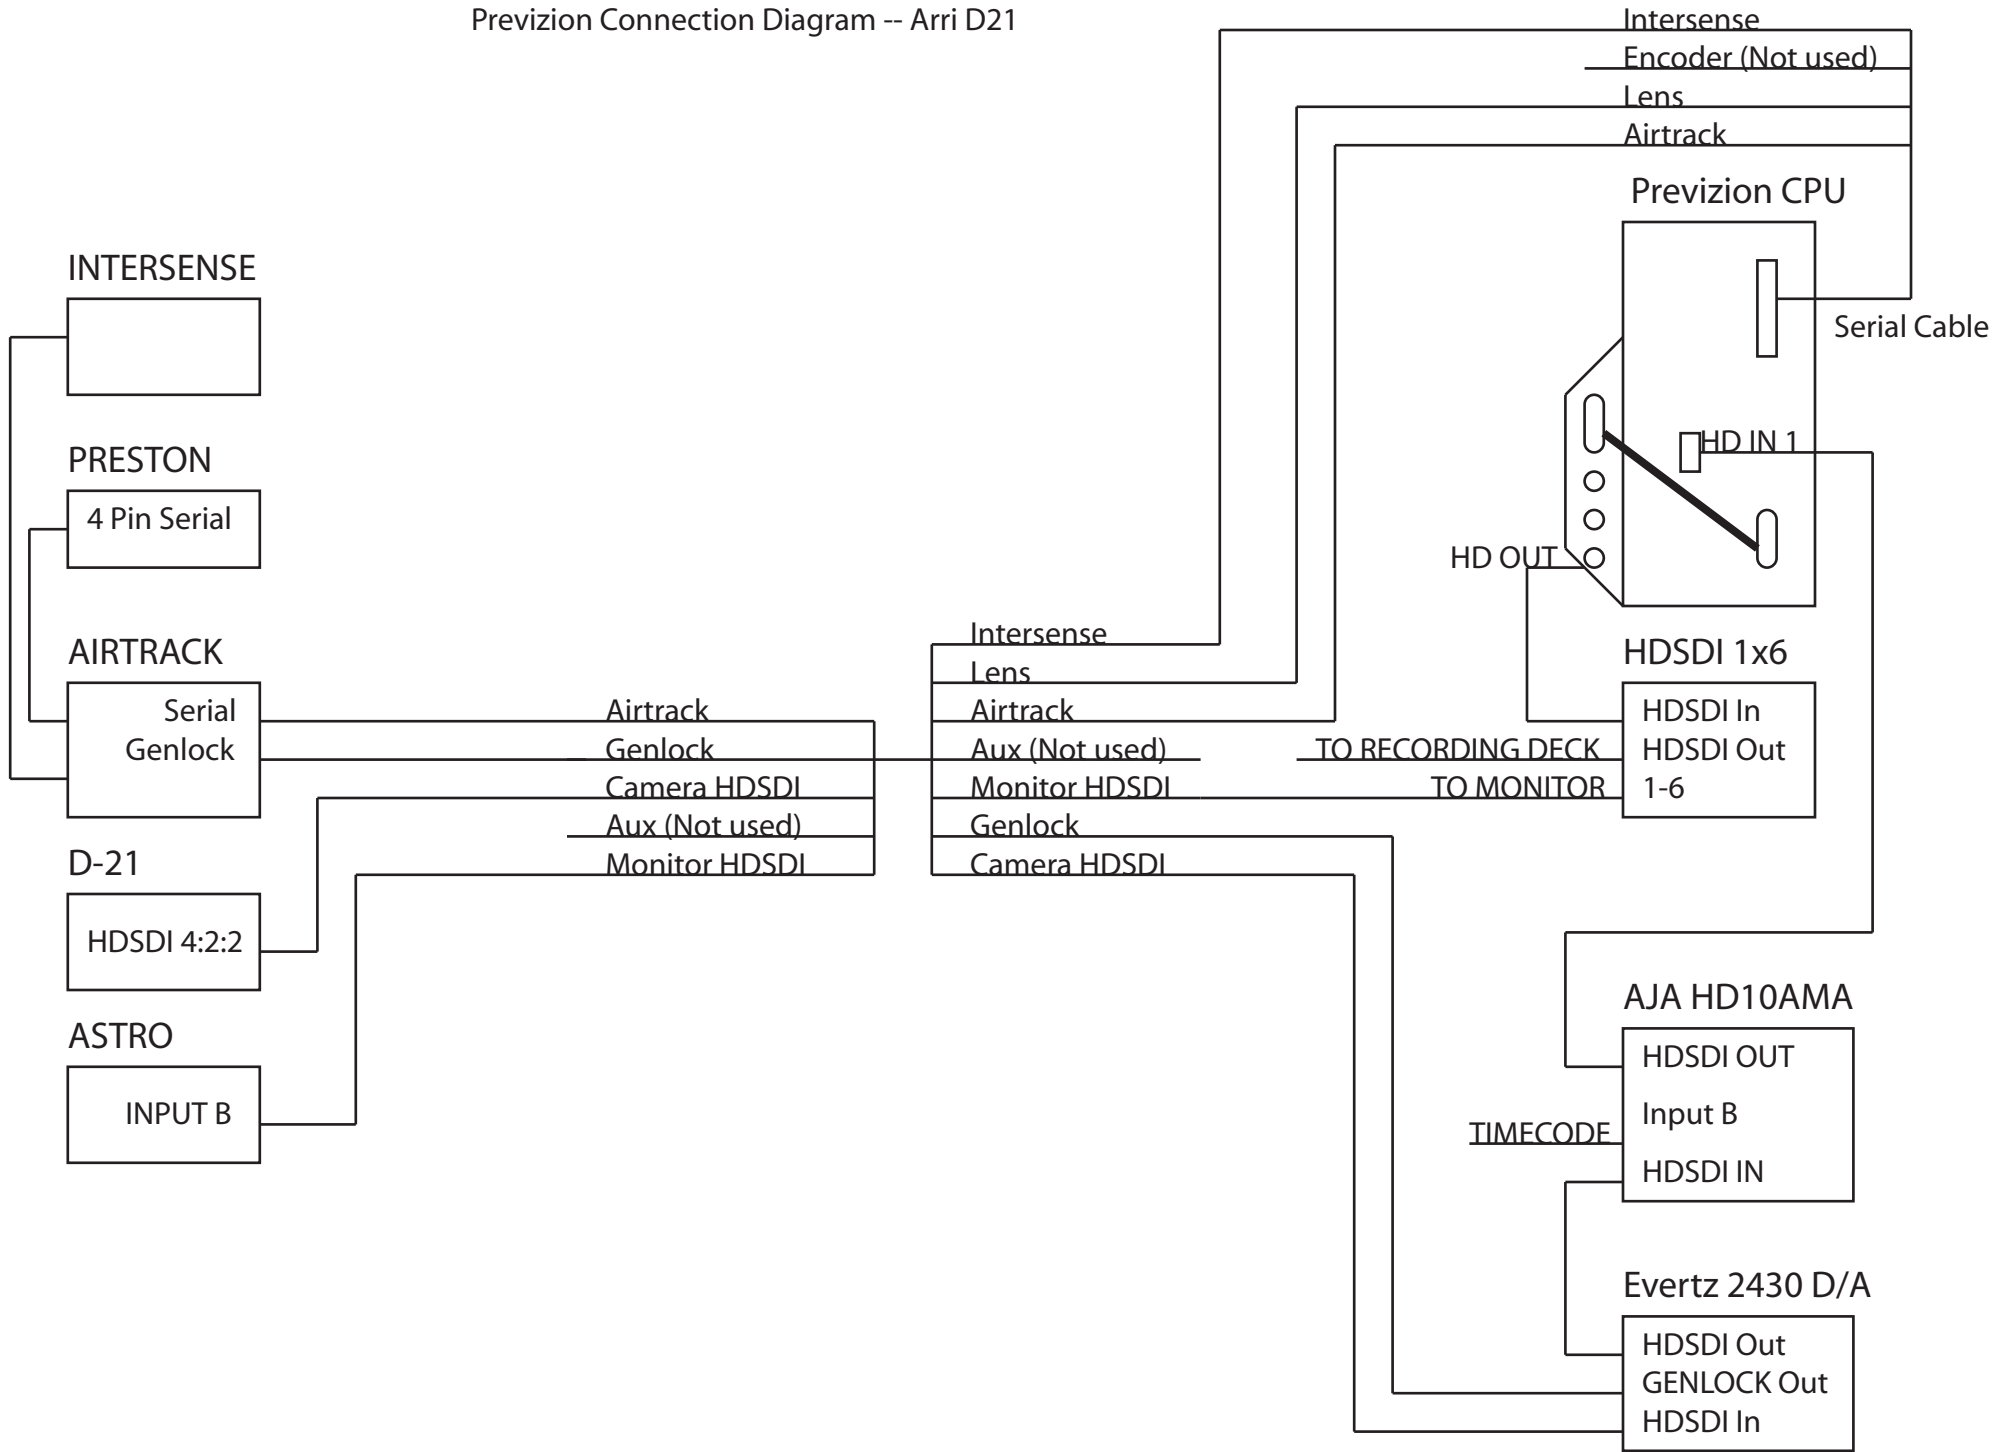 Previzion Connection Diagram -- Arri D21
Intersense
Encoder (Not used)
Lens
Airtrack
Previzion CPU
Serial Cable
HD IN 1
HD OUT
INTERSENSE
PRESTON
4 Pin Serial
AIRTRACK
Serial
Genlock
D-21
HDSDI 4:2:2
ASTRO
INPUT B
Airtrack
Genlock
Camera HDSDI
Aux (Not used)
Monitor HDSDI
Intersense
Lens
Airtrack
Aux (Not used)
Monitor HDSDI
Genlock
Camera HDSDI
TO RECORDING DECK
TO MONITOR
HDSDI 1x6
HDSDI In
HDSDI Out
1-6
AJA HD10AMA
HDSDI OUT
Input B
TIMECODE
HDSDI IN
Evertz 2430 D/A
HDSDI Out
GENLOCK Out
HDSDI In